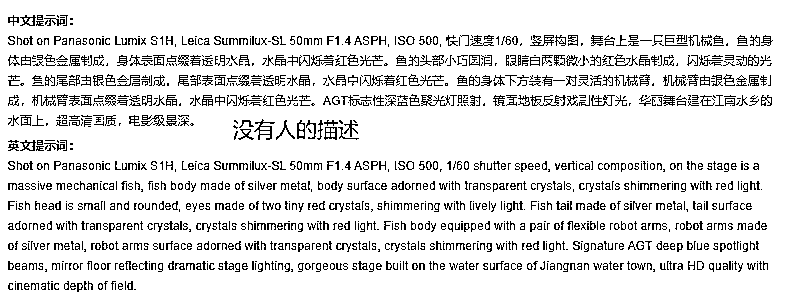 中文提示词：
Shot on Panasonic Lumix S1H, Leica Summilux-SL 50mm F1.4 ASPH, ISO 500, 快门速度1/60，竖屏构图，舞台上是一只巨型机械鱼，鱼的身
体由银色金属制成，身体表面点缀着透明水晶，水晶中闪烁着红色光芒。鱼的头部小巧圆润，眼睛由两颗微小的红色水晶制成，闪烁着灵动的光
芒。鱼的尾部由银色金属制成，尾部表面点缀着透明水晶，水晶中闪烁着红色光芒。鱼的身体下方装有一对灵活的机械臂，机械臂由银色金属制
成，机械臂表面点缀着透明水晶，水晶中闪烁着红色光芒。AGT标志性深蓝色聚光灯照射，镜面地板反射戏剧性灯光，华丽舞台建在江南水乡的
水面上，超高清画质，电影级景深。
没有人的描述
英文提示词：
Shot on Panasonic Lumix S1H, Leica Summilux-SL 50mm F1.4 ASPH, ISO 500, 1/60 shutter speed, vertical composition, on the stage is a
massive mechanical fish, fish body made of silver metal, body surface adorned with transparent crystals, crystals shimmering with red light.
Fish head is small and rounded, eyes made of two tiny red crystals, shimmering with lively light. Fish tail made of silver metal, tail surface
adorned with transparent crystals, crystals shimmering with red light. Fish body equipped with a pair of flexible robot arms, robot arms made
of silver metal, robot arms surface adorned with transparent crystals, crystals shimmering with red light. Signature AGT deep blue spotlight
beams, mirror floor reflecting dramatic stage lighting, gorgeous stage built on the water surface of Jiangnan water town, ultra HD quality with
cinematic depth of field.